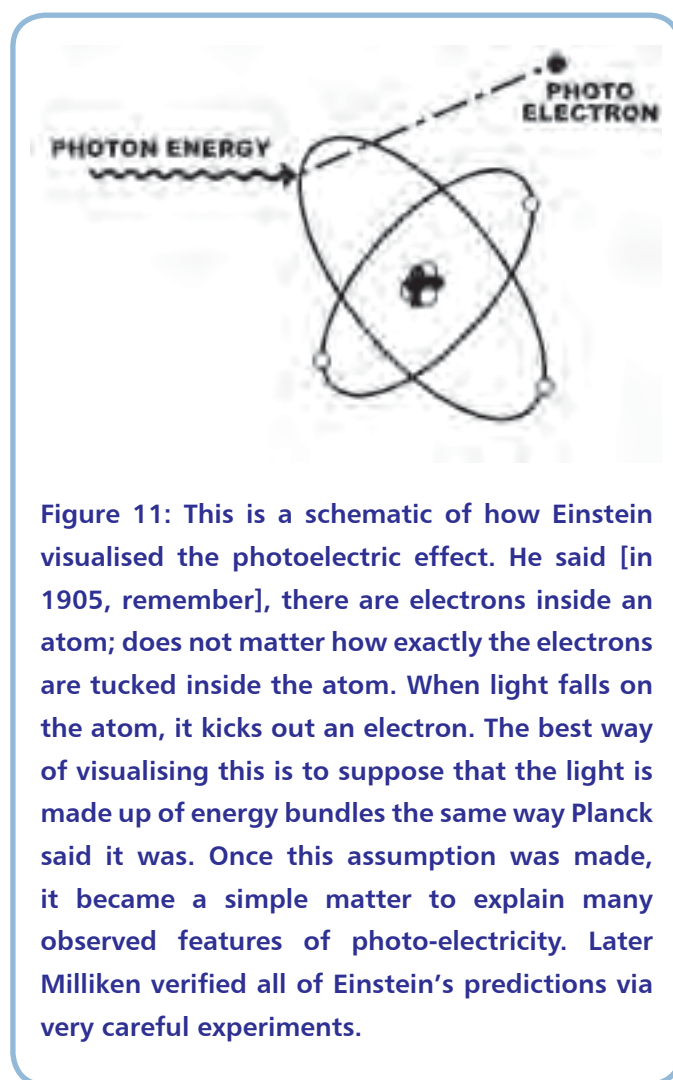 PHOTO
ELECTRON
PHOTON ENERGY
Figure 11: This is a schematic of how Einstein
visualised the photoelectric effect. He said [in
1905, remember], there are electrons inside an
atom; does not matter how exactly the electrons
are tucked inside the atom. When light falls on
the atom, it kicks out an electron. The best way
of visualising this is to suppose that the light is
made up of energy bundles the same way Planck
said it was. Once this assumption was made,
it became a simple matter to explain many
observed features of photo-electricity. Later
Milliken verified all of Einstein’s predictions via
very careful experiments.